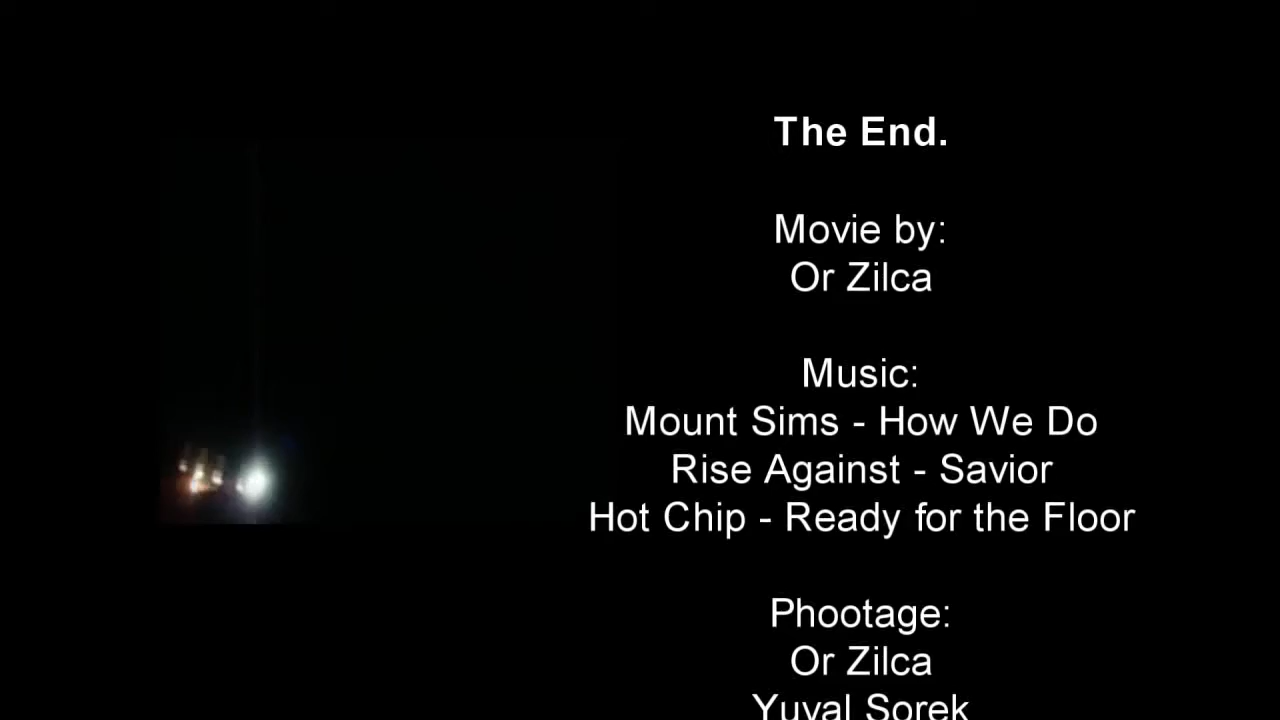 The End.
Movie by:
Or Zilca
Music:
Mount Sims - How We Do
Rise Against - Savior
Hot Chip - Ready for the Floor
Phootage:
Or Zilca
Yuval Sorek